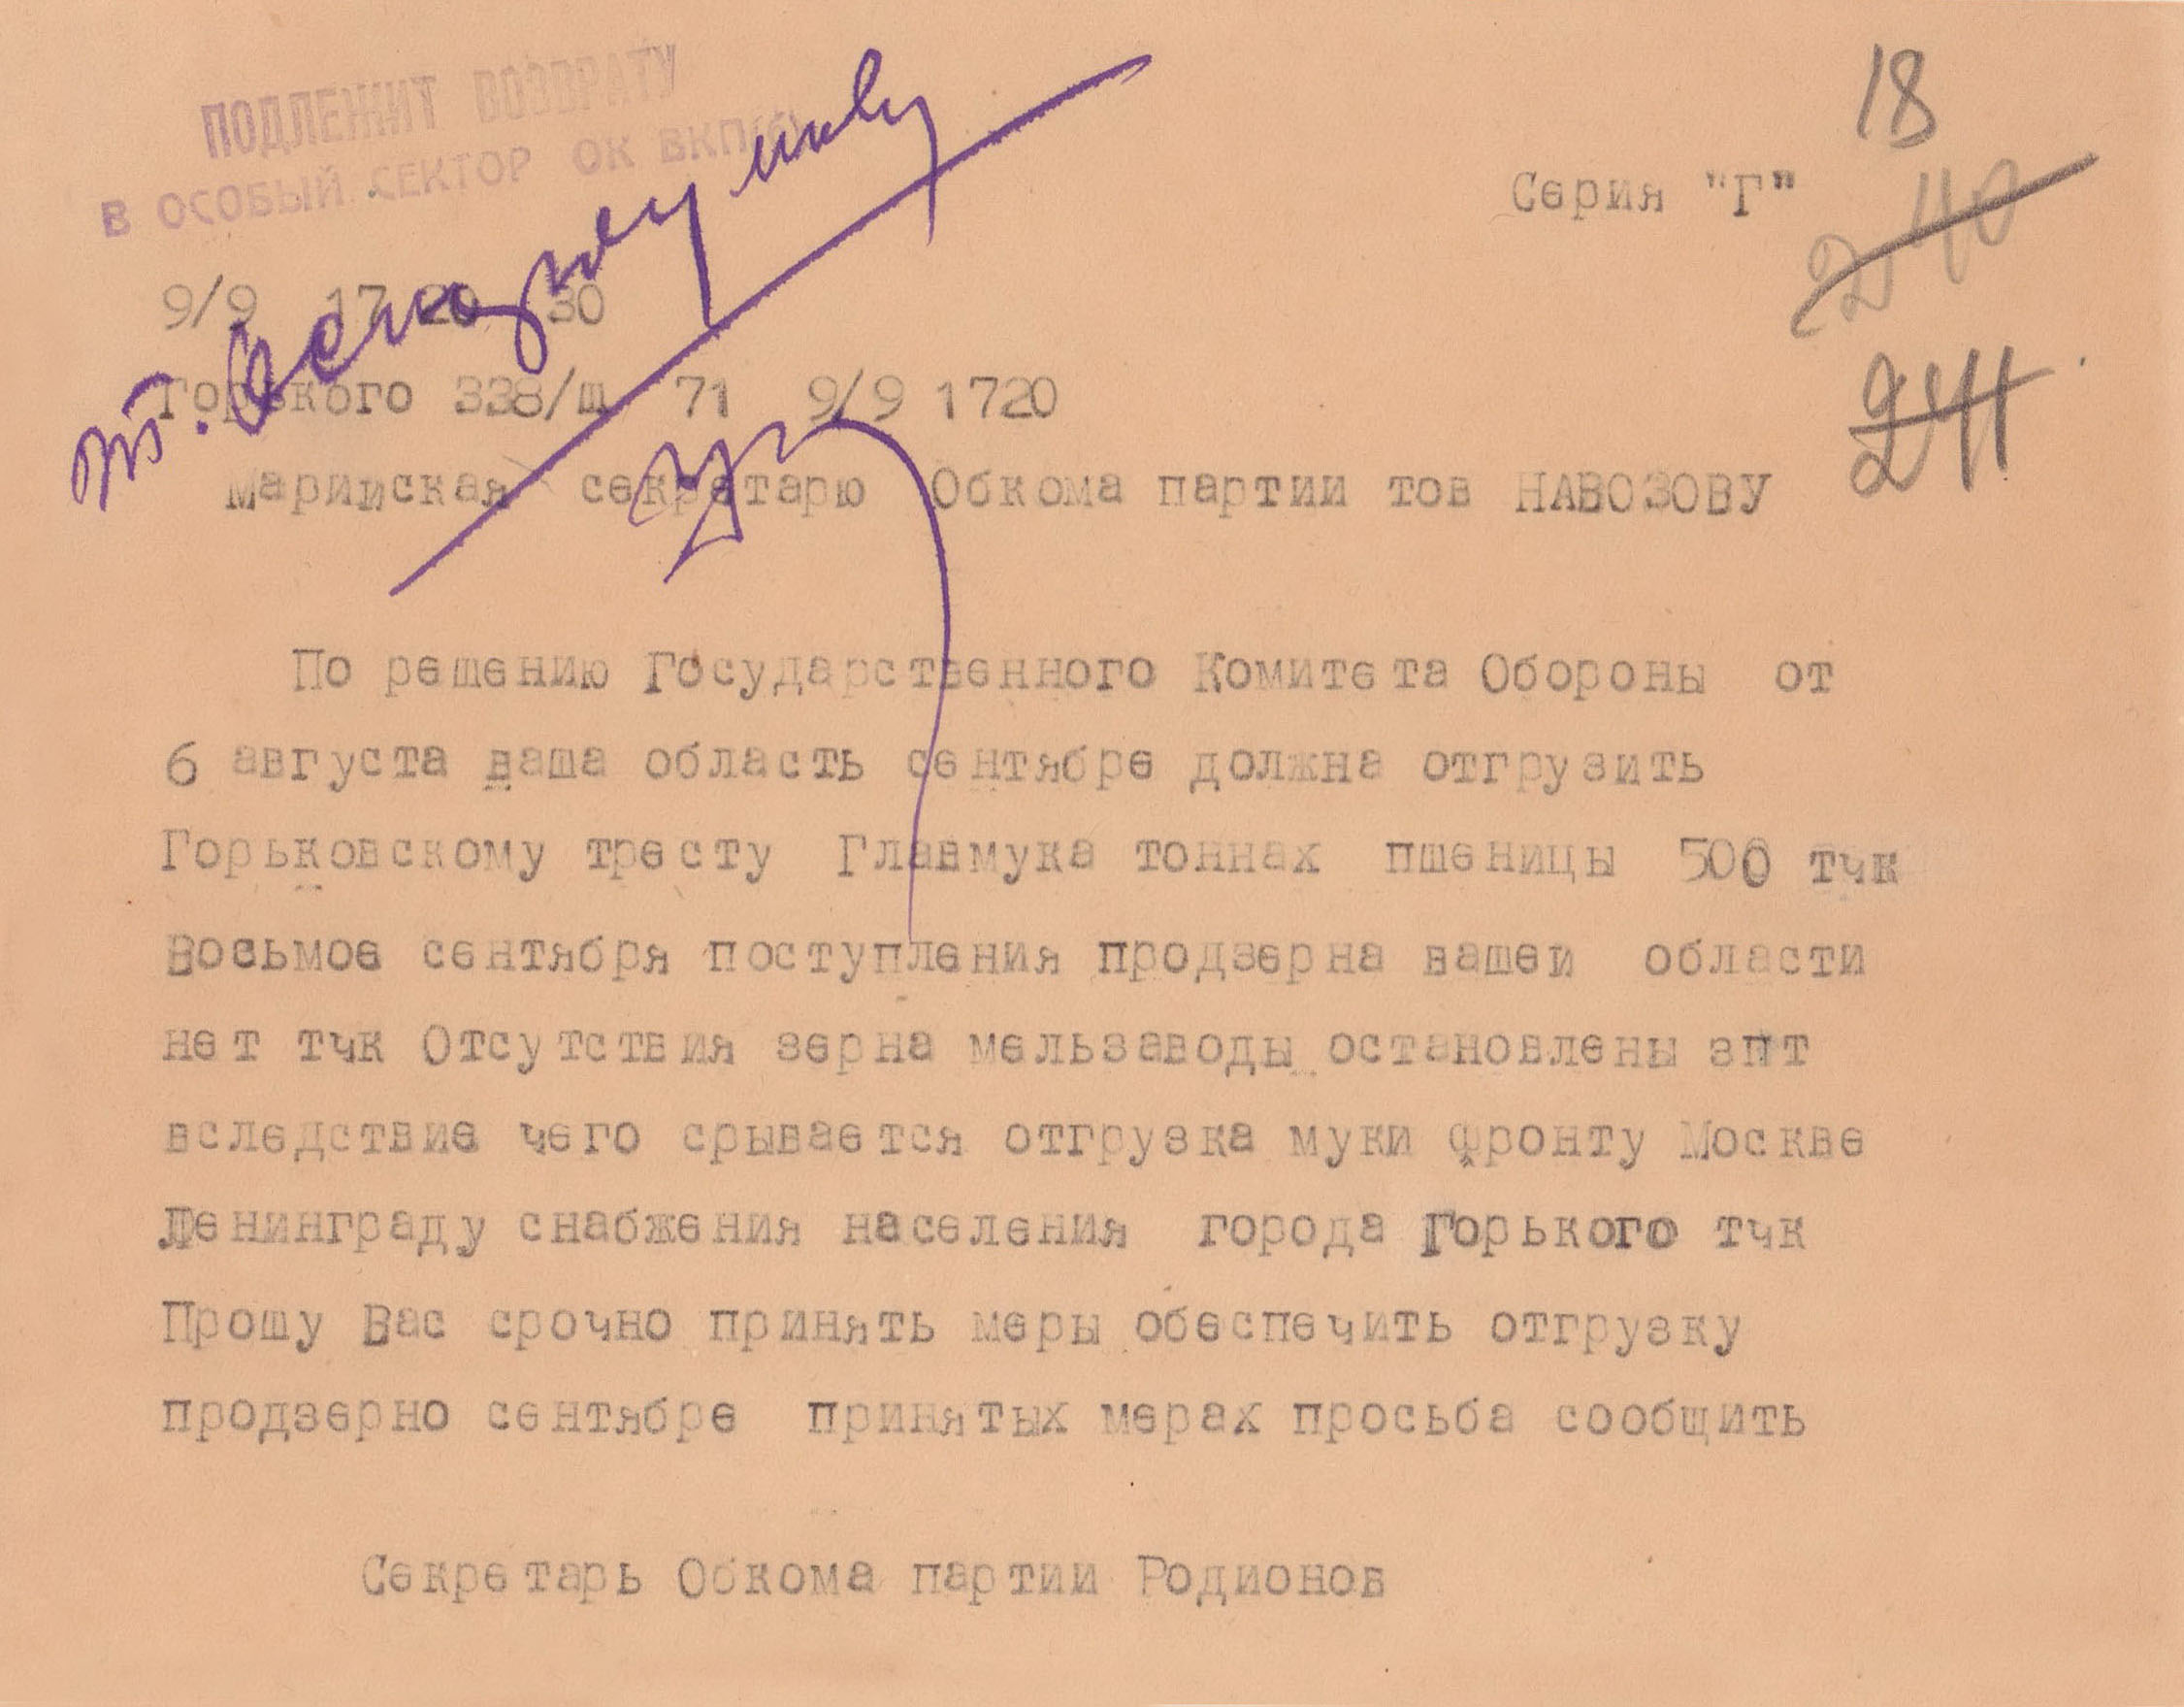 ПОДЛЕЖИТ ВОЗВРАТУ
В ОСОБЫЙ СЕКТОР ОК ВКП(б)
18
Серия "Г"
240
241
9/9 17 20 30
т.
Горького 338/ш 71 9/9 1720
Марийская секретарю Обкома партии тов НАВОЗОВУ
По решению Государственного Комитета Обороны от
6 августа ваша область сентябре должна отгрузить
Горьковскому тресту Главмука тоннах пшеницы 500 тчк
Восьмое сентября поступления продзерна вашей области
нет тчк Отсутствия зерна мельзаводы остановлены зпт
вследствие чего срывается отгрузка муки фронту Москве
Ленинграду снабжения населения города Горького тчк
Прошу Вас срочно принять меры обеспечить отгрузку
продзерно сентябре принятых мерах просьба сообщить
Секретарь Обкома партии Родионов